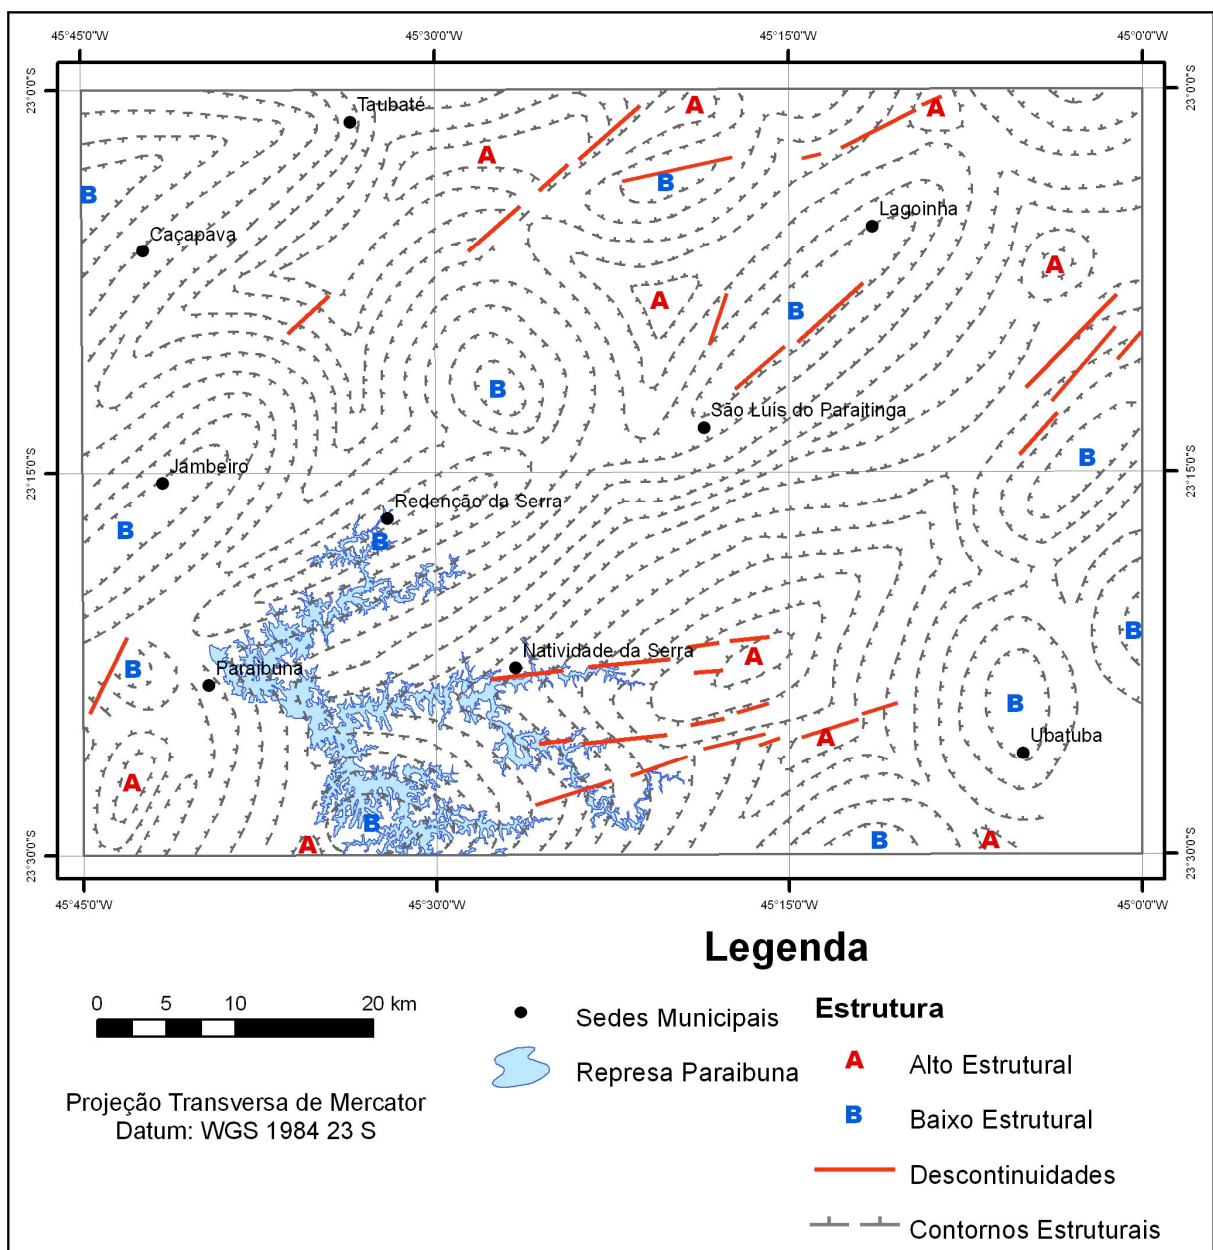 45°45'0"W 45°30'0"W 45°15'0"W 45°0'0"W
23°0'0"S 23°0'0"S
Taubaté
A
A
A
B
B
Lagoinha
Caçapava
A
A
B
B
São Luís do Paraitinga
B
23°15'0"S 23°15'0"S
Jambeiro
Redenção da Serra
B
B
B
Natividade da Serra
A
B
Paraibuna
B
Ubatuba
A
A
B
B
A
A
23°30'0"S 23°30'0"S
45°45'0"W 45°30'0"W 45°15'0"W 45°0'0"W
Legenda
0 5 10 20 km
Projeção Transversa de Mercator
Datum: WGS 1984 23 S
Sedes Municipais
Represa Paraibuna
Estrutura
A Alto Estrutural
B Baixo Estrutural
Descontinuidades
Contornos Estruturais